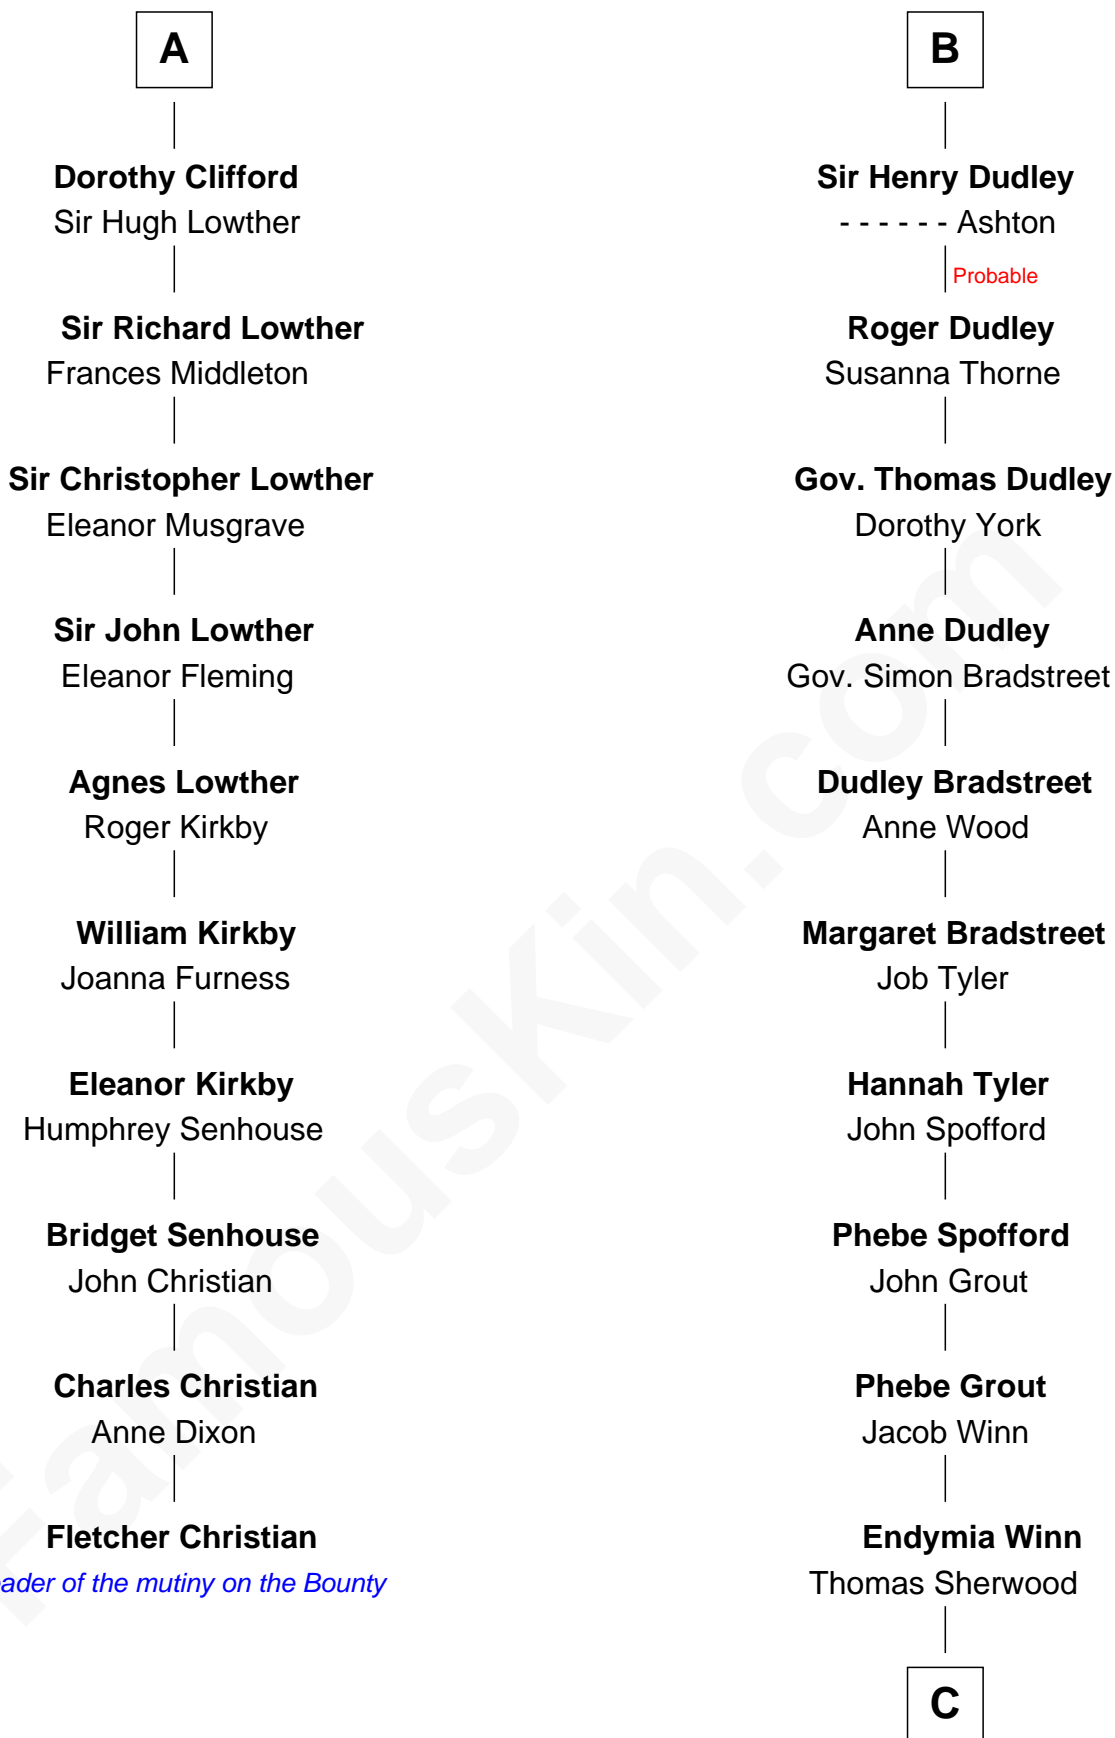 A
Dorothy Clifford
Sir Hugh Lowther
Sir Richard Lowther
Frances Middleton
Sir Christopher Lowther
Eleanor Musgrave
Sir John Lowther
Eleanor Fleming
Agnes Lowther
Roger Kirkby
William Kirkby
Joanna Furness
Eleanor Kirkby
Humphrey Senhouse
Bridget Senhouse
John Christian
Charles Christian
Anne Dixon
Fletcher Christian
ader of the mutiny on the Bounty
B
Sir Henry Dudley
- - - - - - Ashton
Probable
Roger Dudley
Susanna Thorne
Gov. Thomas Dudley
Dorothy York
Anne Dudley
Gov. Simon Bradstreet
Dudley Bradstreet
Anne Wood
Margaret Bradstreet
Job Tyler
Hannah Tyler
John Spofford
Phebe Spofford
John Grout
Phebe Grout
Jacob Winn
Endymia Winn
Thomas Sherwood
C
FamousKin.com